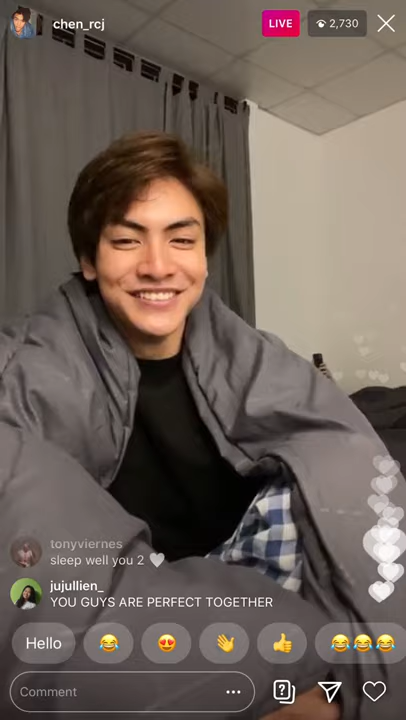 chen_rcj
LIVE
2,730
tonyviernes
sleep well you 2 🤍
jujullien_
YOU GUYS ARE PERFECT TOGETHER
Hello 😂 😍 👋 👍 😂😂😂
Comment